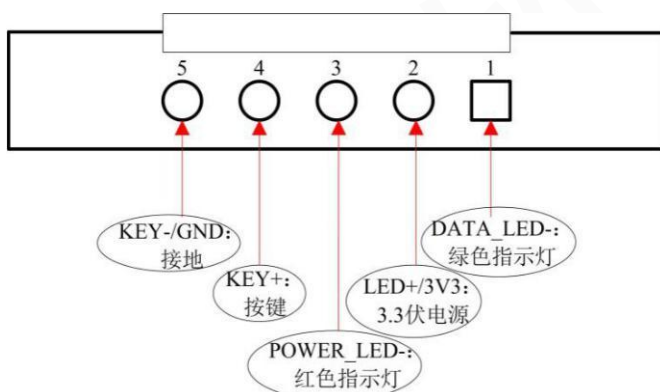 5 4 3 2 1
KEY-/GND：
接地
KEY+：
按键
POWER_LED-：
红色指示灯
LED+/3V3：
3.3伏电源
DATA_LED-：
绿色指示灯